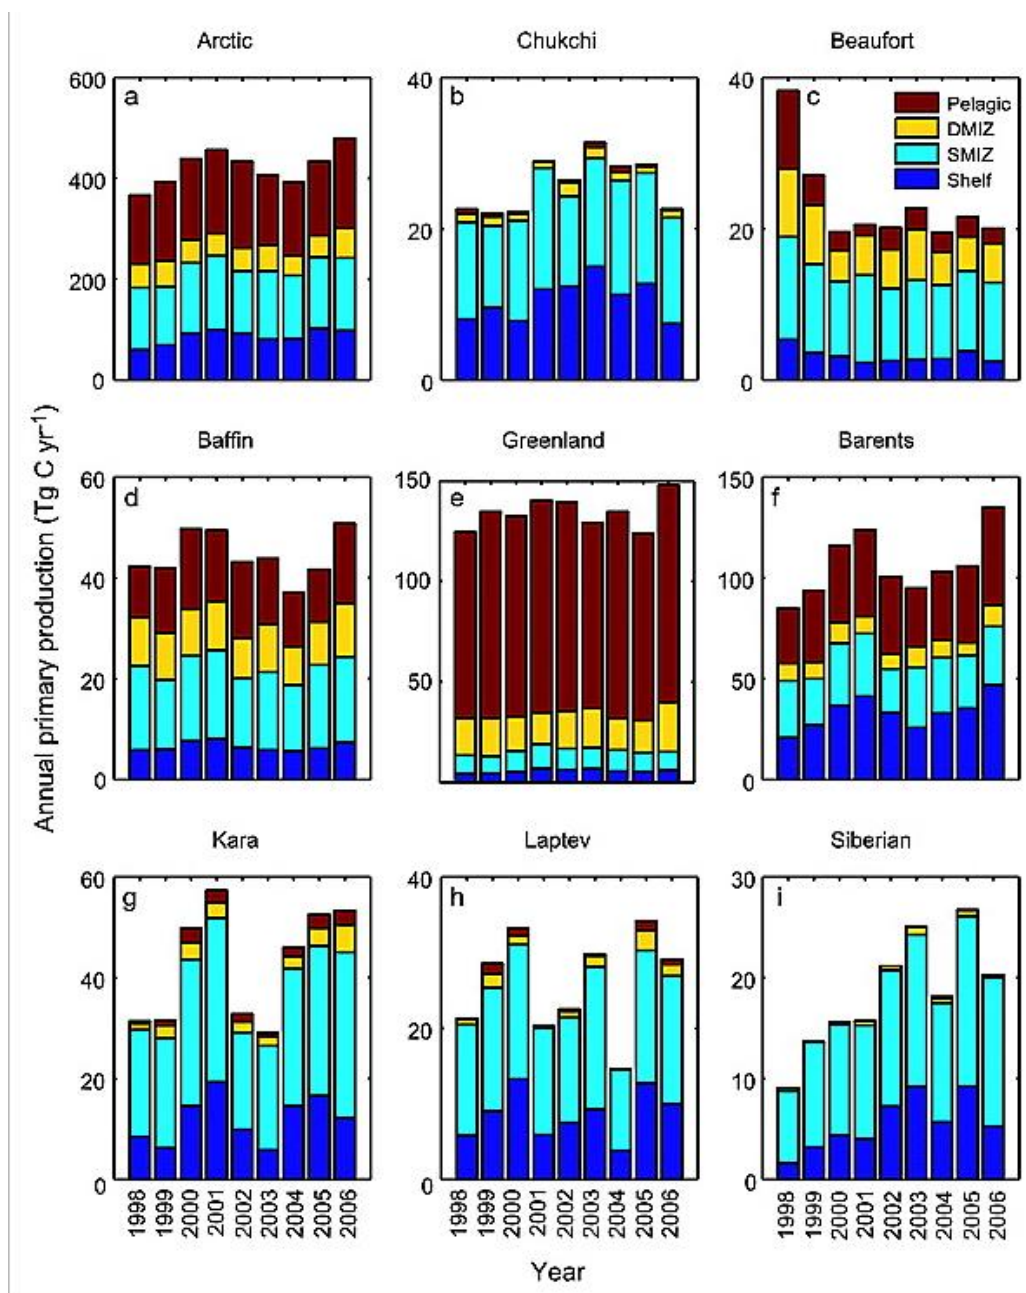 Arctic
Chukchi
Beaufort
600
400
200
0
a
40
20
0
b
40
20
0
c
Pelagic
DMIZ
SMIZ
Shelf
Annual primary production (Tg C yr⁻¹)
Baffin
Greenland
Barents
60
40
20
0
d
150
100
50
0
e
150
100
50
0
f
Kara
Laptev
Siberian
60
40
20
0
g
40
20
0
h
30
20
10
0
i
1998 1999 2000 2001 2002 2003 2004 2005 2006
1998 1999 2000 2001 2002 2003 2004 2005 2006
1998 1999 2000 2001 2002 2003 2004 2005 2006
Year